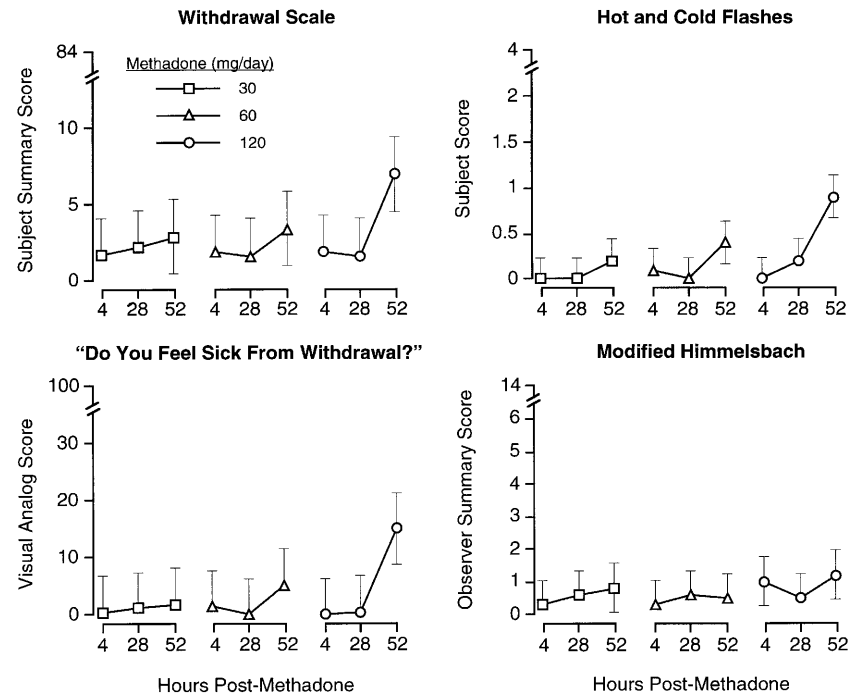 Withdrawal Scale
Subject Summary Score
84
10
5
0
Methadone (mg/day)
30
60
120
4 28 52 4 28 52 4 28 52
Hot and Cold Flashes
Subject Score
4
2
1.5
1
0.5
0
4 28 52 4 28 52 4 28 52
“Do You Feel Sick From Withdrawal?”
Visual Analog Score
100
30
20
10
0
4 28 52 4 28 52 4 28 52
Hours Post-Methadone
Modified Himmelsbach
Observer Summary Score
14
6
5
4
3
2
1
0
4 28 52 4 28 52 4 28 52
Hours Post-Methadone